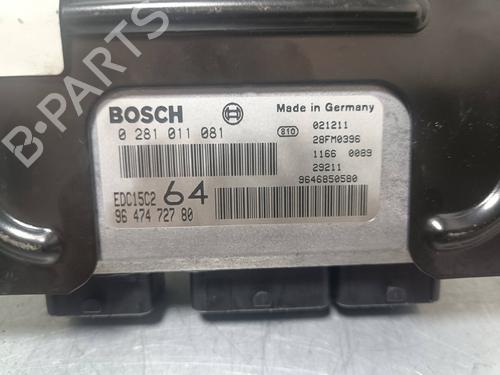 BOSCH
Made in Germany
0 281 011 081
810
021211
28FM0396
1166 0089
29211
9646850580
EDC15C2 64
96 474 727 80
B-PARTS